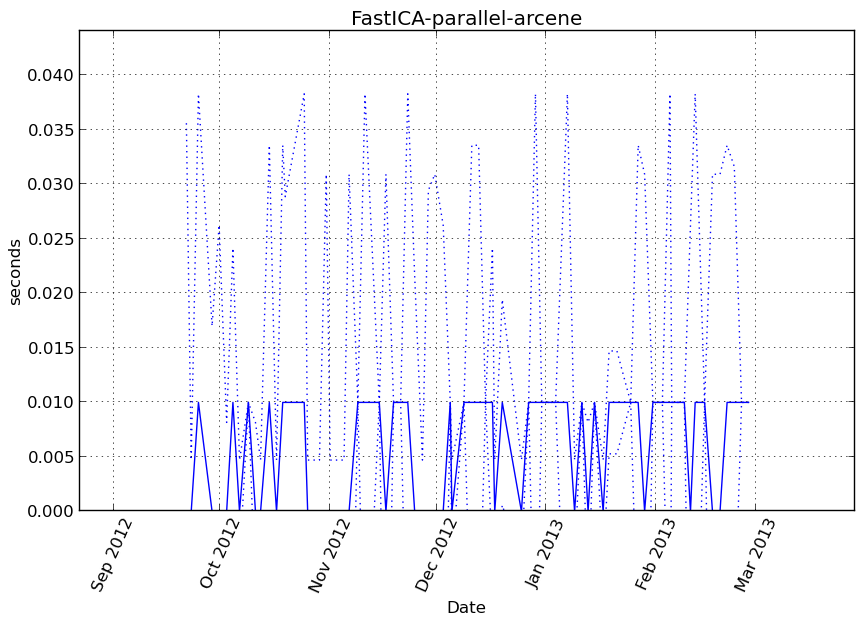 FastICA-parallel-arcene
0.040
0.035
0.030
0.025
0.020
0.015
0.010
0.005
0.000
seconds
Sep 2012
Oct 2012
Nov 2012
Dec 2012
Jan 2013
Feb 2013
Mar 2013
Date